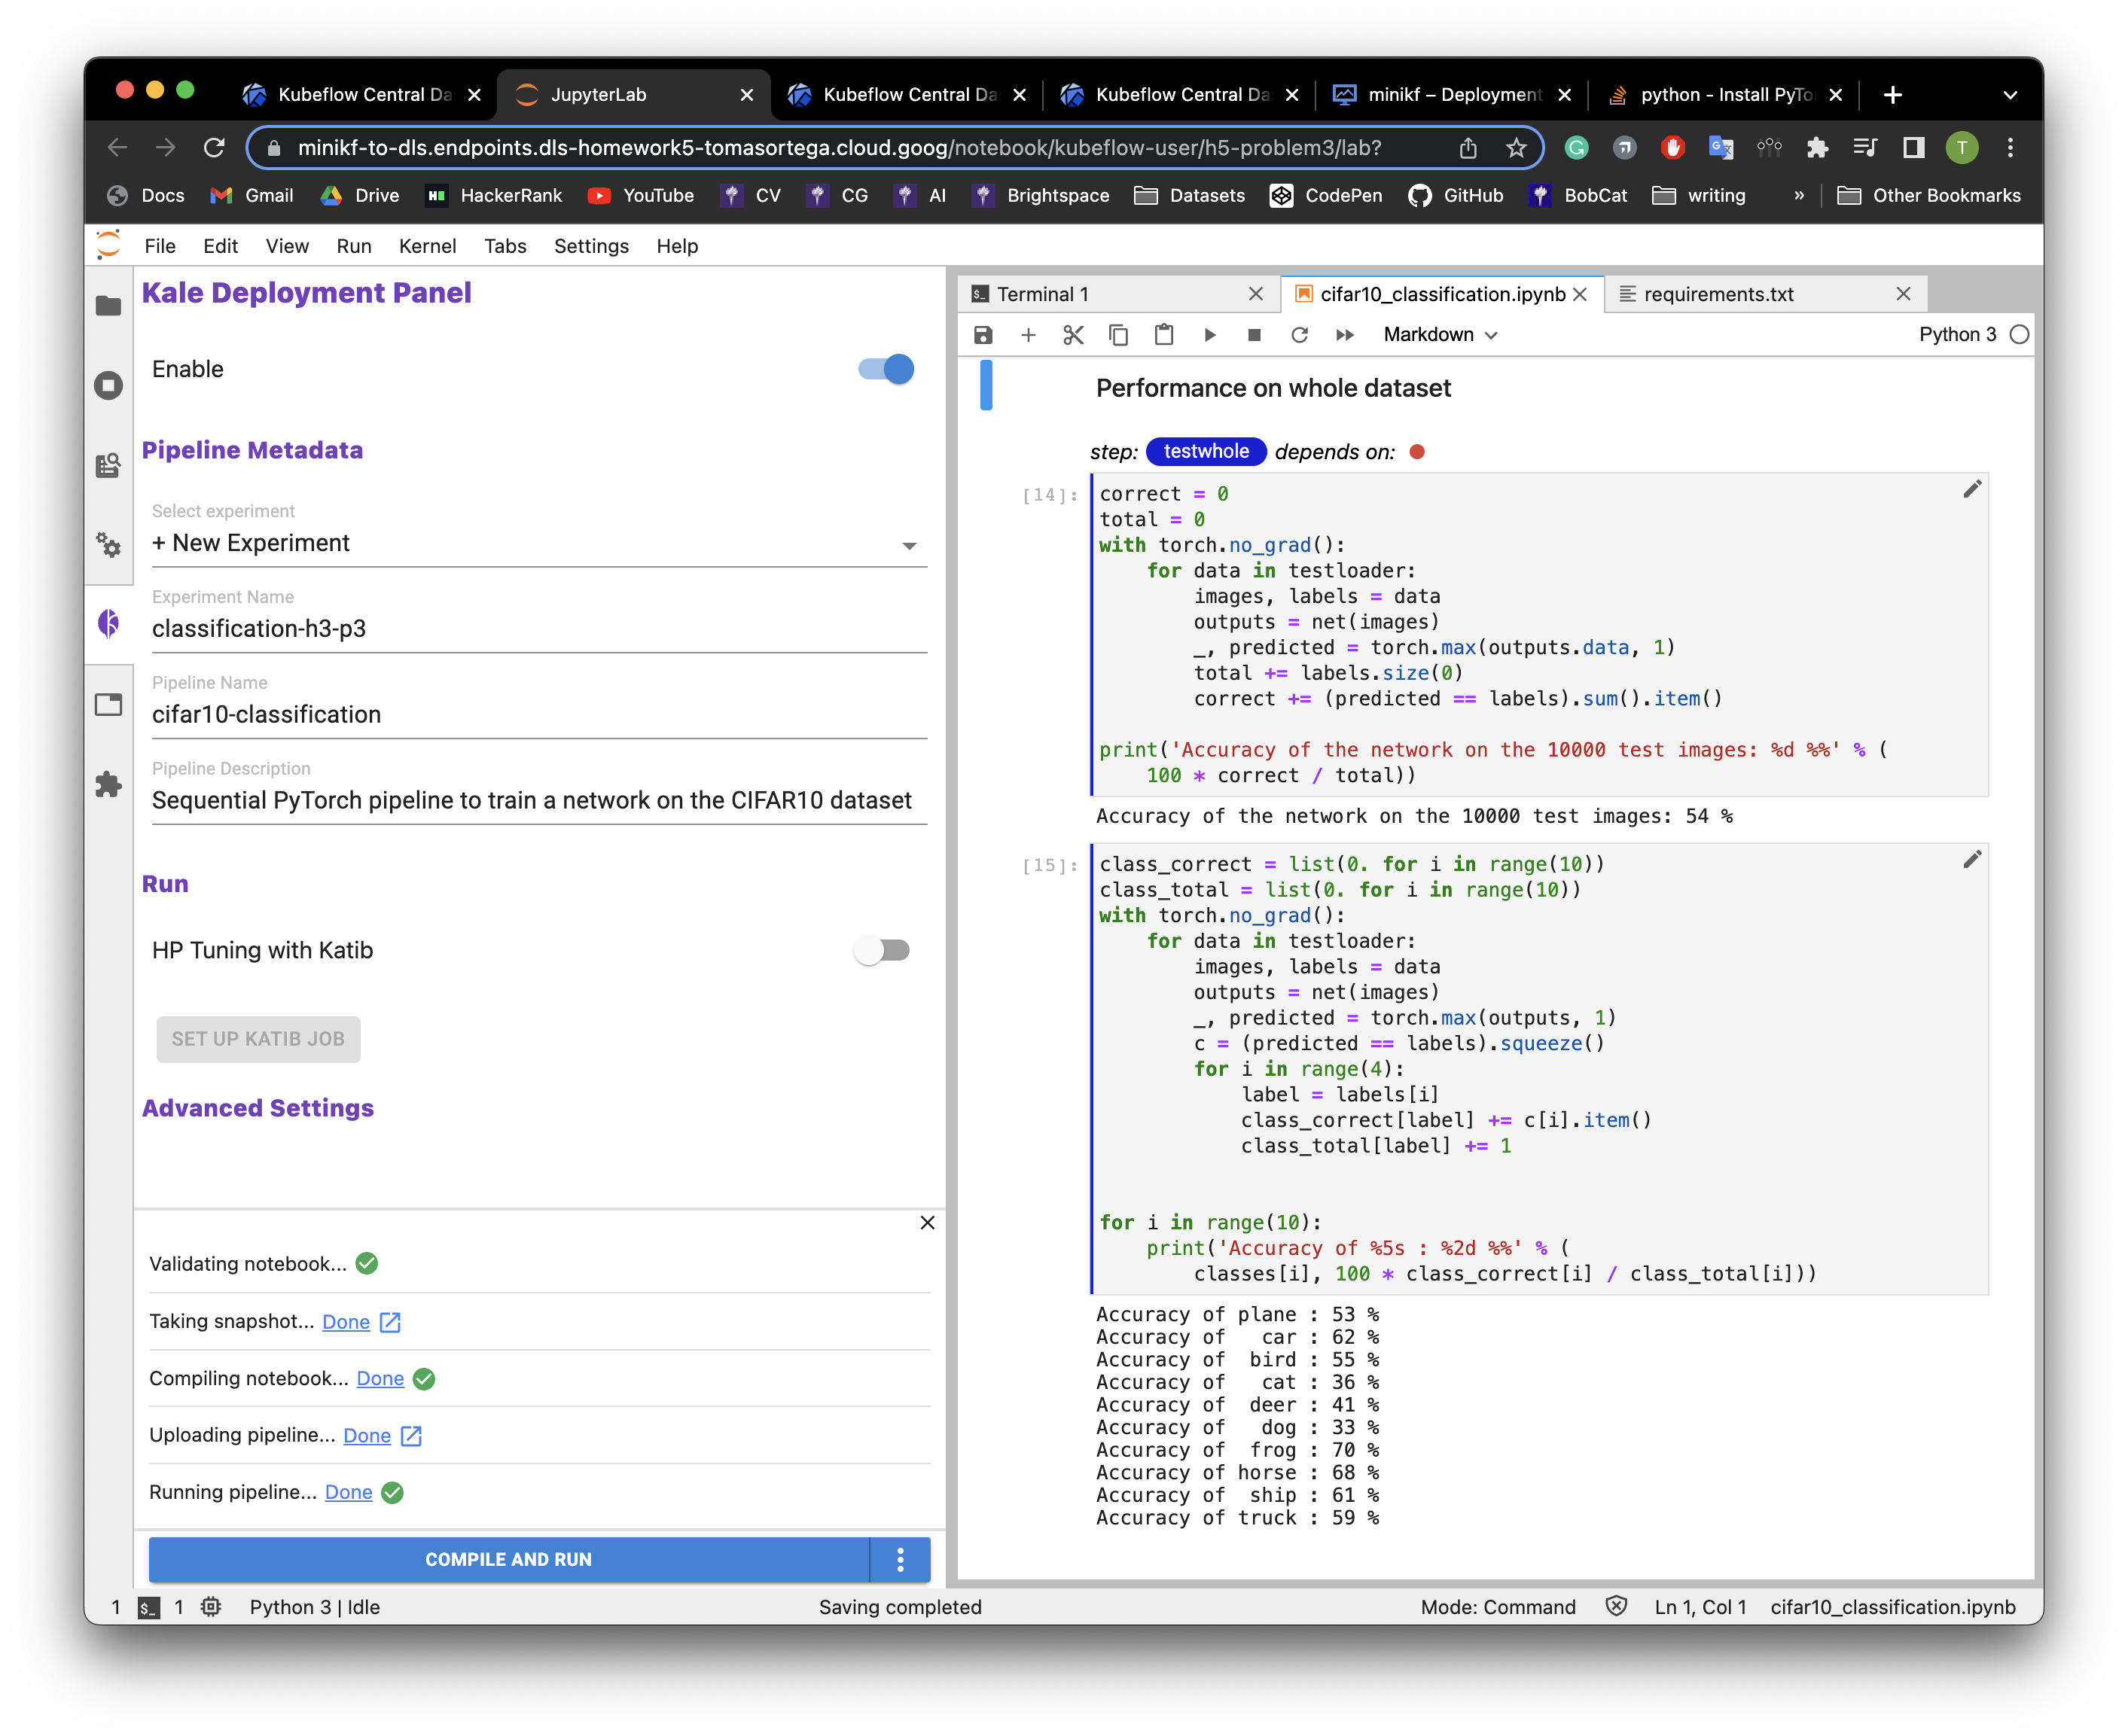 Kubeflow Central Da
JupyterLab
Kubeflow Central Da
Kubeflow Central Da
minikf – Deployment
python - Install PyTo
minikf-to-dls.endpoints.dls-homework5-tomasortega.cloud.goog/notebook/kubeflow-user/h5-problem3/lab?
T
Docs
Gmail
Drive
HackerRank
YouTube
CV
CG
AI
Brightspace
Datasets
CodePen
GitHub
BobCat
writing
»
Other Bookmarks
File Edit View Run Kernel Tabs Settings Help
Kale Deployment Panel
Enable
Pipeline Metadata
Select experiment
+ New Experiment
Experiment Name
classification-h3-p3
Pipeline Name
cifar10-classification
Pipeline Description
Sequential PyTorch pipeline to train a network on the CIFAR10 dataset
Run
HP Tuning with Katib
SET UP KATIB JOB
Advanced Settings
Validating notebook...
Taking snapshot... Done
Compiling notebook... Done
Uploading pipeline... Done
Running pipeline... Done
COMPILE AND RUN
Terminal 1
cifar10_classification.ipynb
requirements.txt
Markdown
Python 3
Performance on whole dataset
step: testwhole depends on:
[14]:
correct = 0
total = 0
with torch.no_grad():
    for data in testloader:
        images, labels = data
        outputs = net(images)
        _, predicted = torch.max(outputs.data, 1)
        total += labels.size(0)
        correct += (predicted == labels).sum().item()
print('Accuracy of the network on the 10000 test images: %d %%' % (
    100 * correct / total))
Accuracy of the network on the 10000 test images: 54 %
[15]:
class_correct = list(0. for i in range(10))
class_total = list(0. for i in range(10))
with torch.no_grad():
    for data in testloader:
        images, labels = data
        outputs = net(images)
        _, predicted = torch.max(outputs, 1)
        c = (predicted == labels).squeeze()
        for i in range(4):
            label = labels[i]
            class_correct[label] += c[i].item()
            class_total[label] += 1
for i in range(10):
    print('Accuracy of %5s : %2d %%' % (
        classes[i], 100 * class_correct[i] / class_total[i]))
Accuracy of plane : 53 %
Accuracy of   car : 62 %
Accuracy of  bird : 55 %
Accuracy of   cat : 36 %
Accuracy of  deer : 41 %
Accuracy of   dog : 33 %
Accuracy of  frog : 70 %
Accuracy of horse : 68 %
Accuracy of  ship : 61 %
Accuracy of truck : 59 %
1 $_ 1 Python 3 | Idle
Saving completed
Mode: Command
Ln 1, Col 1
cifar10_classification.ipynb